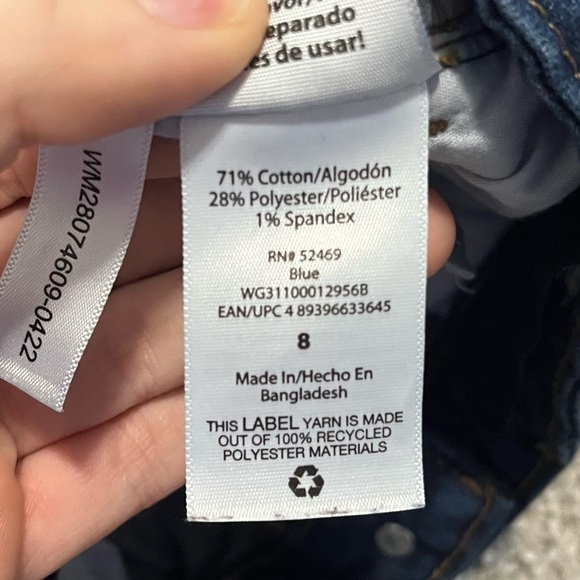 eparado
es de usar!
WM28074609-0422
71% Cotton/Algodón
28% Polyester/Poliéster
1% Spandex
RN# 52469
Blue
WG31100012956B
EAN/UPC 4 89396633645
8
Made In/Hecho En
Bangladesh
THIS LABEL YARN IS MADE
OUT OF 100% RECYCLED
POLYESTER MATERIALS